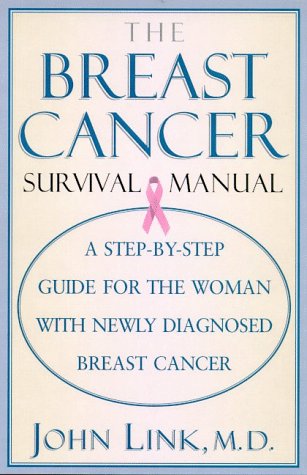 THE
BREAST
CANCER
SURVIVAL MANUAL
A STEP-BY-STEP
GUIDE FOR THE WOMAN
WITH NEWLY DIAGNOSED
BREAST CANCER
JOHN LINK, M.D.